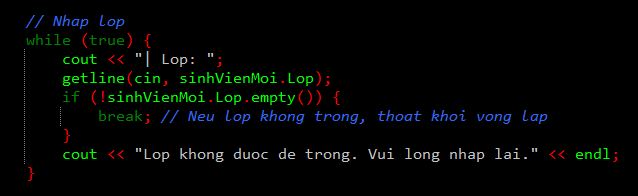 // Nhap lop
while (true) {
cout << "| Lop: ";
getline(cin, sinhVienMoi.Lop);
if (!sinhVienMoi.Lop.empty()) {
break; // Neu lop khong trong, thoat khoi vong lap
}
cout << "Lop khong duoc de trong. Vui long nhap lai." << endl;
}